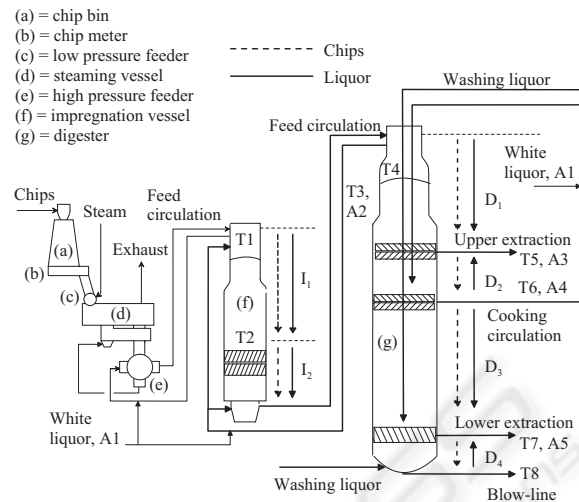 (a) = chip bin
(b) = chip meter
(c) = low pressure feeder
(d) = steaming vessel
(e) = high pressure feeder
(f) = impregnation vessel
(g) = digester
Chips
Liquor
Washing liquor
Feed circulation
T4
T3,
A2
White
liquor, A1
D1
Feed
circulation
Chips
Steam
Exhaust
T1
(a)
(b)
(c)
(d)
(e)
(f)
I1
T2
I2
Upper extraction
T5, A3
D2
T6, A4
Cooking
circulation
(g)
D3
White
liquor, A1
Lower extraction
T7, A5
D4
Washing liquor
T8
Blow-line